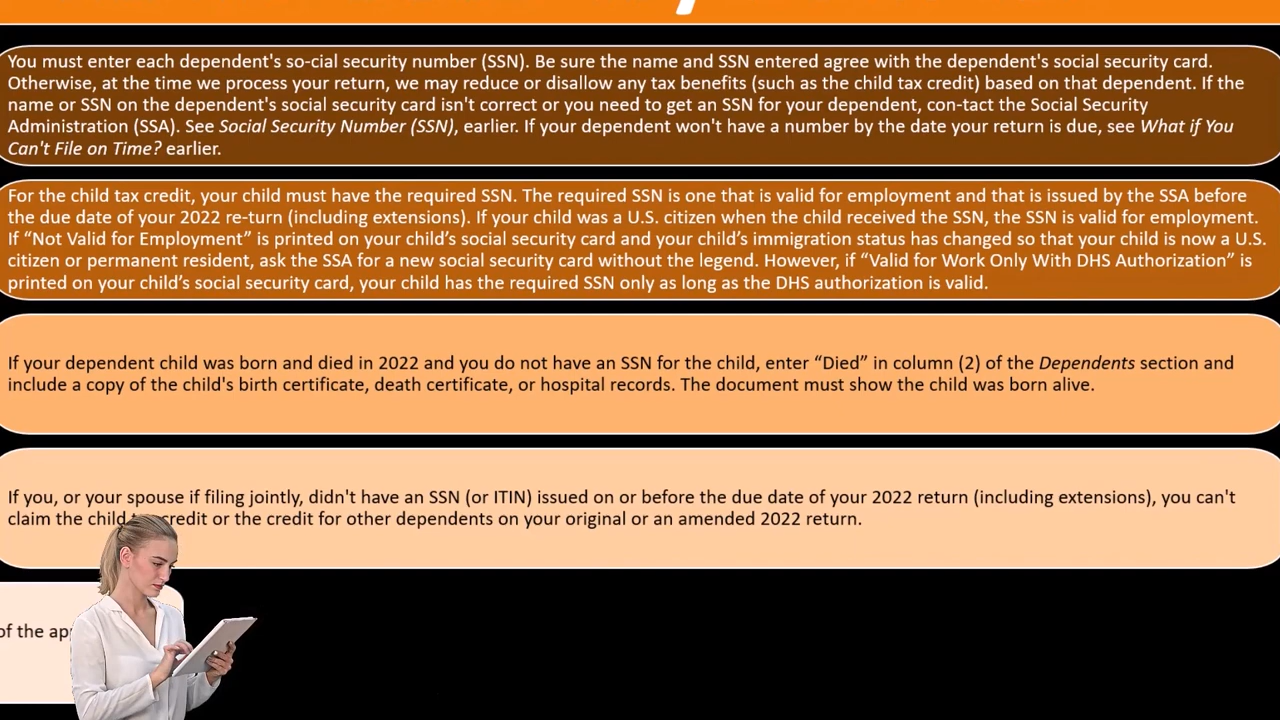 You must enter each dependent's so-cial security number (SSN). Be sure the name and SSN entered agree with the dependent's social security card.
Otherwise, at the time we process your return, we may reduce or disallow any tax benefits (such as the child tax credit) based on that dependent. If the
name or SSN on the dependent's social security card isn't correct or you need to get an SSN for your dependent, con-tact the Social Security
Administration (SSA). See Social Security Number (SSN), earlier. If your dependent won't have a number by the date your return is due, see What if You
Can't File on Time? earlier.
For the child tax credit, your child must have the required SSN. The required SSN is one that is valid for employment and that is issued by the SSA before
the due date of your 2022 re-turn (including extensions). If your child was a U.S. citizen when the child received the SSN, the SSN is valid for employment.
If “Not Valid for Employment” is printed on your child’s social security card and your child’s immigration status has changed so that your child is now a U.S.
citizen or permanent resident, ask the SSA for a new social security card without the legend. However, if “Valid for Work Only With DHS Authorization” is
printed on your child’s social security card, your child has the required SSN only as long as the DHS authorization is valid.
If your dependent child was born and died in 2022 and you do not have an SSN for the child, enter “Died” in column (2) of the Dependents section and
include a copy of the child's birth certificate, death certificate, or hospital records. The document must show the child was born alive.
If you, or your spouse if filing jointly, didn't have an SSN (or ITIN) issued on or before the due date of your 2022 return (including extensions), you can't
claim the child credit or the credit for other dependents on your original or an amended 2022 return.
of the